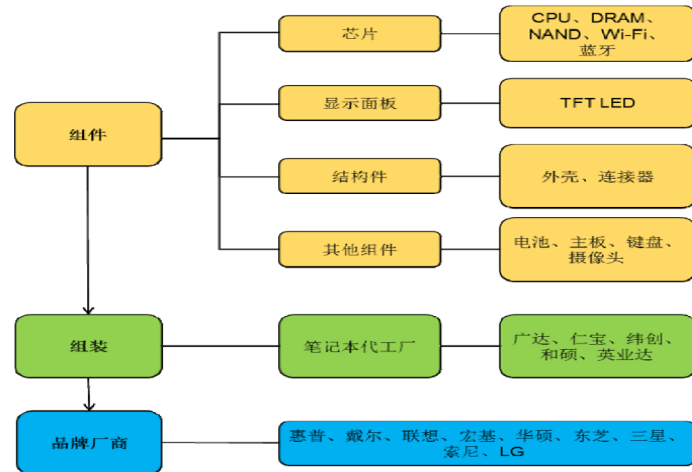 芯片
CPU、DRAM、
NAND、Wi-Fi、
蓝牙
显示面板
TFT LED
组件
结构件
外壳、连接器
其他组件
电池、主板、键盘、
摄像头
组装
笔记本代工厂
广达、仁宝、纬创、
和硕、英业达
品牌厂商
惠普、戴尔、联想、宏基、华硕、东芝、三星、
索尼、LG